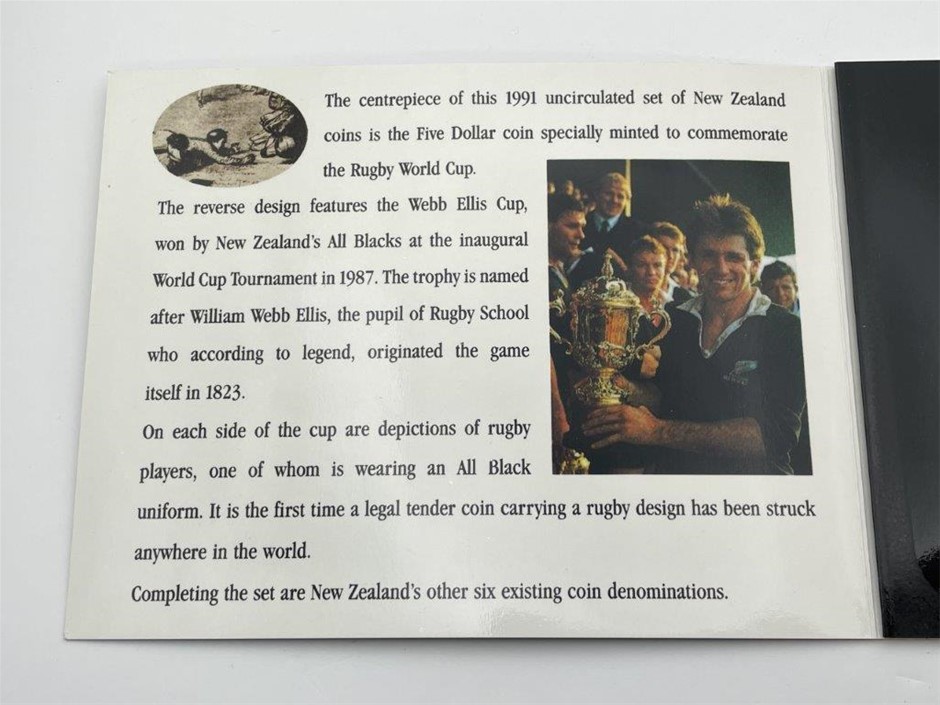 The centrepiece of this 1991 uncirculated set of New Zealand
coins is the Five Dollar coin specially minted to commemorate
the Rugby World Cup.
The reverse design features the Webb Ellis Cup,
won by New Zealand's All Blacks at the inaugural
World Cup Tournament in 1987. The trophy is named
after William Webb Ellis, the pupil of Rugby School
who according to legend, originated the game
itself in 1823.
On each side of the cup are depictions of rugby
players, one of whom is wearing an All Black
uniform. It is the first time a legal tender coin carrying a rugby design has been struck
anywhere in the world.
Completing the set are New Zealand's other six existing coin denominations.